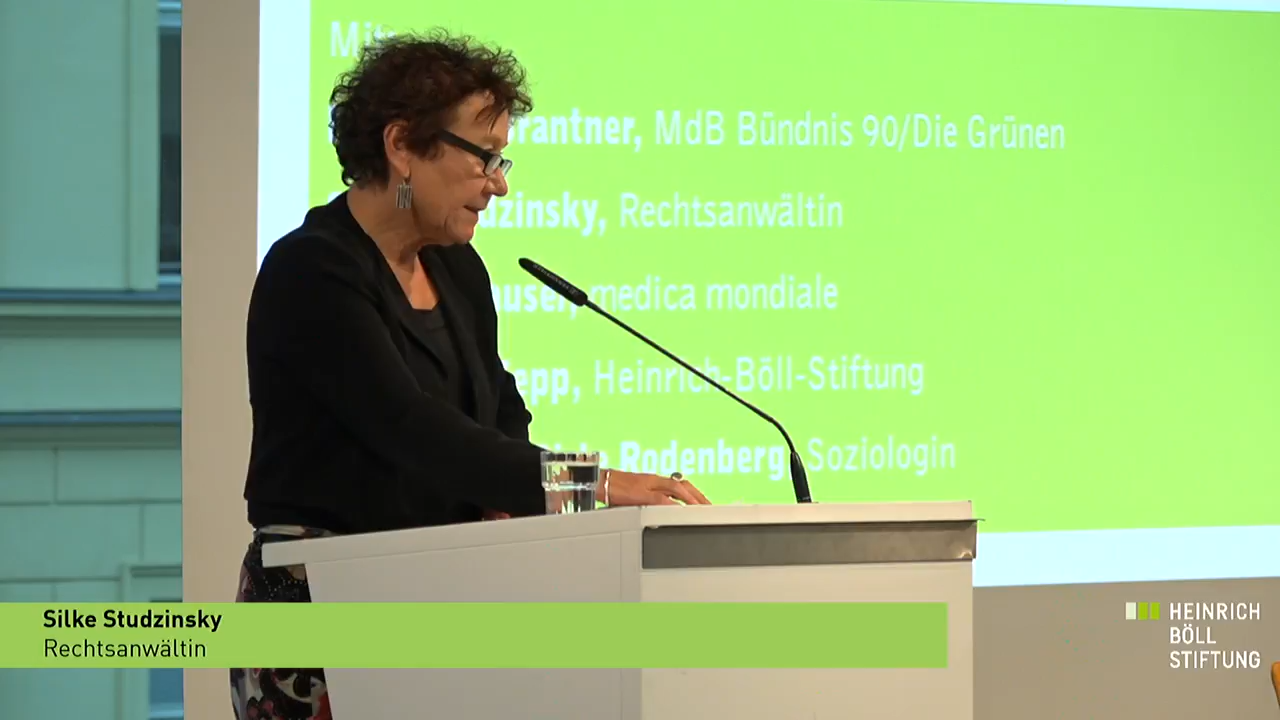 Mit
rantner, MdB Bündnis 90/Die Grünen
dzinsky, Rechtsanwältin
user, medica mondiale
epp, Heinrich-Böll-Stiftung
Rodenberg, Soziologin
Silke Studzinsky
Rechtsanwältin
HEINRICH
BÖLL
STIFTUNG